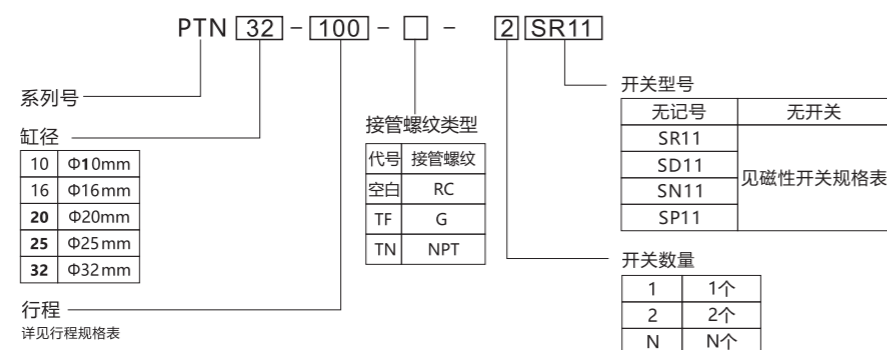 PTN 32 - 100 - □ - 2 SR11
系列号
缸径
10 Φ10mm
16 Φ16mm
20 Φ20mm
25 Φ25mm
32 Φ32mm
行程
详见行程规格表
接管螺纹类型
代号 接管螺纹
空白 RC
TF G
TN NPT
开关型号
无记号 无开关
SR11
SD11
SN11
SP11
见磁性开关规格表
开关数量
1 1个
2 2个
N N个